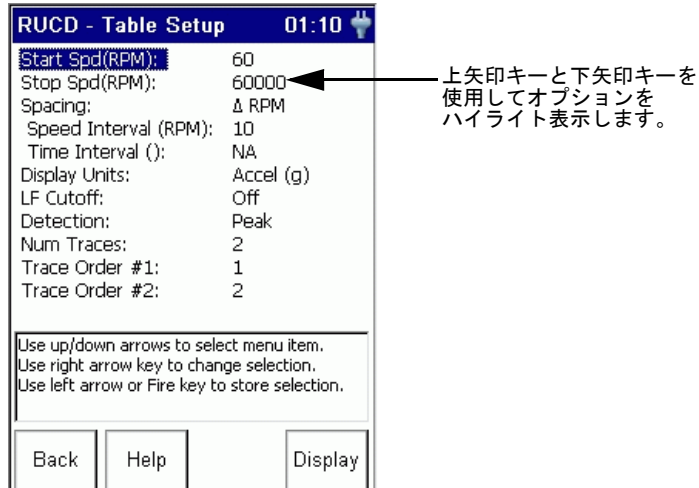 RUCD - Table Setup 01:10
Start Spd(RPM): 60
Stop Spd(RPM): 60000
Spacing: Δ RPM
Speed Interval (RPM): 10
Time Interval (): NA
Display Units: Accel (g)
LF Cutoff: Off
Detection: Peak
Num Traces: 2
Trace Order #1: 1
Trace Order #2: 2
Use up/down arrows to select menu item.
Use right arrow key to change selection.
Use left arrow or Fire key to store selection.
Back Help Display
上矢印キーと下矢印キーを
使用してオプションを
ハイライト表示します。